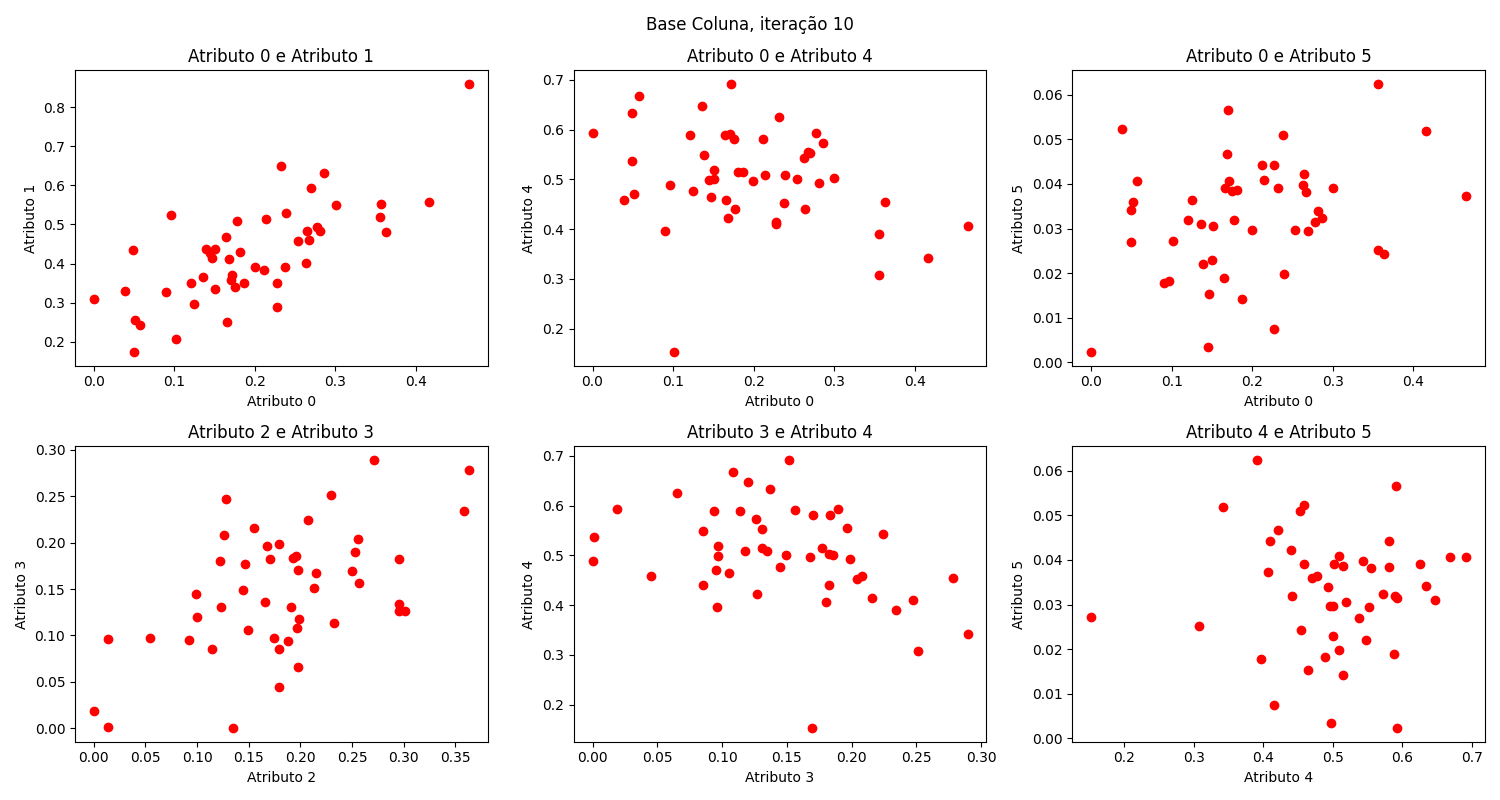 Base Coluna, iteração 10
Atributo 0 e Atributo 1
Atributo 1
0.8
0.7
0.6
0.5
0.4
0.3
0.2
0.0 0.1 0.2 0.3 0.4
Atributo 0
Atributo 0 e Atributo 4
Atributo 4
0.7
0.6
0.5
0.4
0.3
0.2
0.0 0.1 0.2 0.3 0.4
Atributo 0
Atributo 0 e Atributo 5
Atributo 5
0.06
0.05
0.04
0.03
0.02
0.01
0.00
0.0 0.1 0.2 0.3 0.4
Atributo 0
Atributo 2 e Atributo 3
Atributo 3
0.30
0.25
0.20
0.15
0.10
0.05
0.00
0.00 0.05 0.10 0.15 0.20 0.25 0.30 0.35
Atributo 2
Atributo 3 e Atributo 4
Atributo 4
0.7
0.6
0.5
0.4
0.3
0.2
0.00 0.05 0.10 0.15 0.20 0.25 0.30
Atributo 3
Atributo 4 e Atributo 5
Atributo 5
0.06
0.05
0.04
0.03
0.02
0.01
0.00
0.2 0.3 0.4 0.5 0.6 0.7
Atributo 4